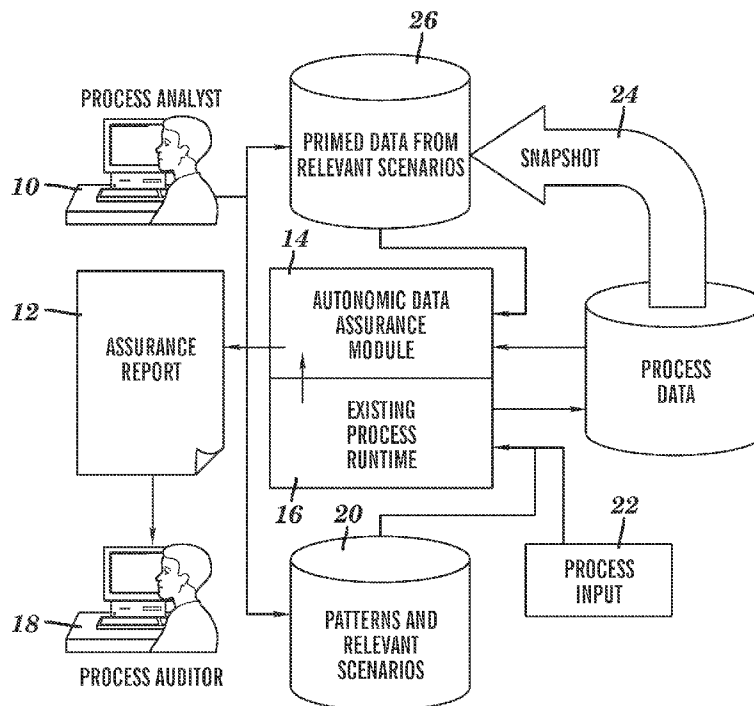 26
PROCESS ANALYST
24
PRIMED DATA FROM
RELEVANT SCENARIOS
SNAPSHOT
10
14
12
AUTONOMIC DATA
ASSURANCE
MODULE
ASSURANCE
REPORT
PROCESS
DATA
EXISTING
PROCESS
RUNTIME
16
20
22
PROCESS
INPUT
18
PATTERNS AND
RELEVANT
SCENARIOS
PROCESS AUDITOR